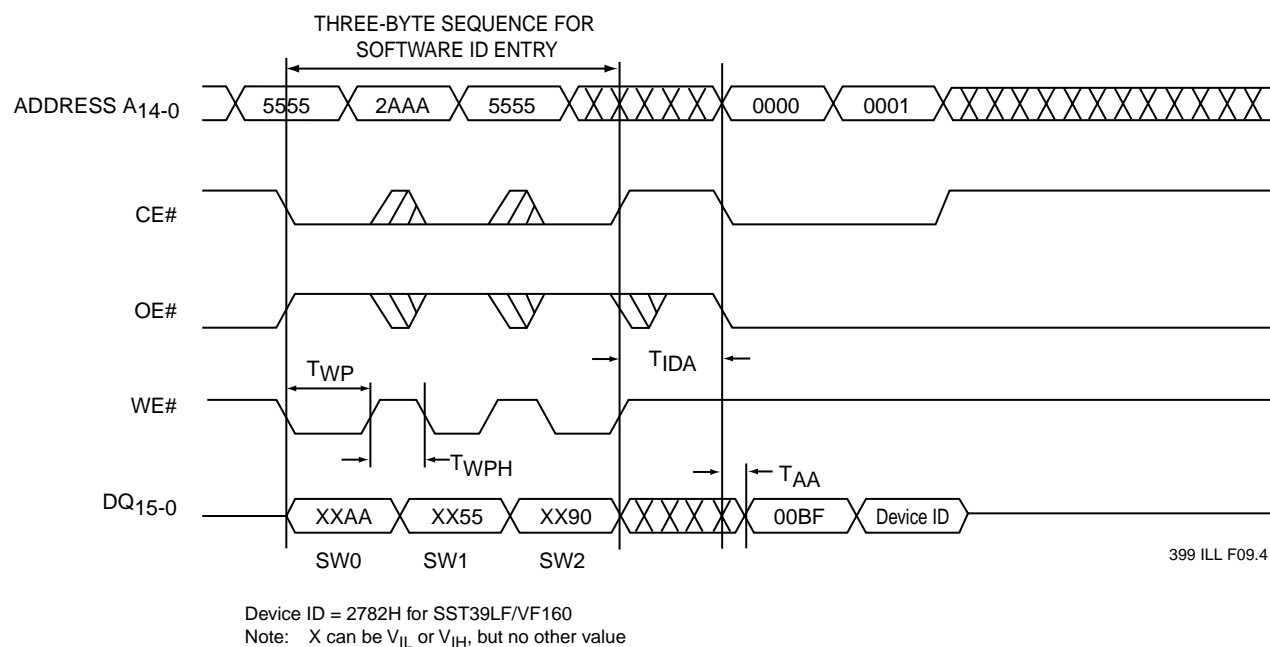 THREE-BYTE SEQUENCE FOR
SOFTWARE ID ENTRY
ADDRESS A14-0
5555
2AAA
5555
0000
0001
CE#
OE#
TIDA
TWP
WE#
TWPH
TAA
DQ15-0
XXAA
XX55
XX90
00BF
Device ID
SW0
SW1
SW2
399 ILL F09.4
Device ID = 2782H for SST39LF/VF160
Note: X can be VIL or VIH, but no other value